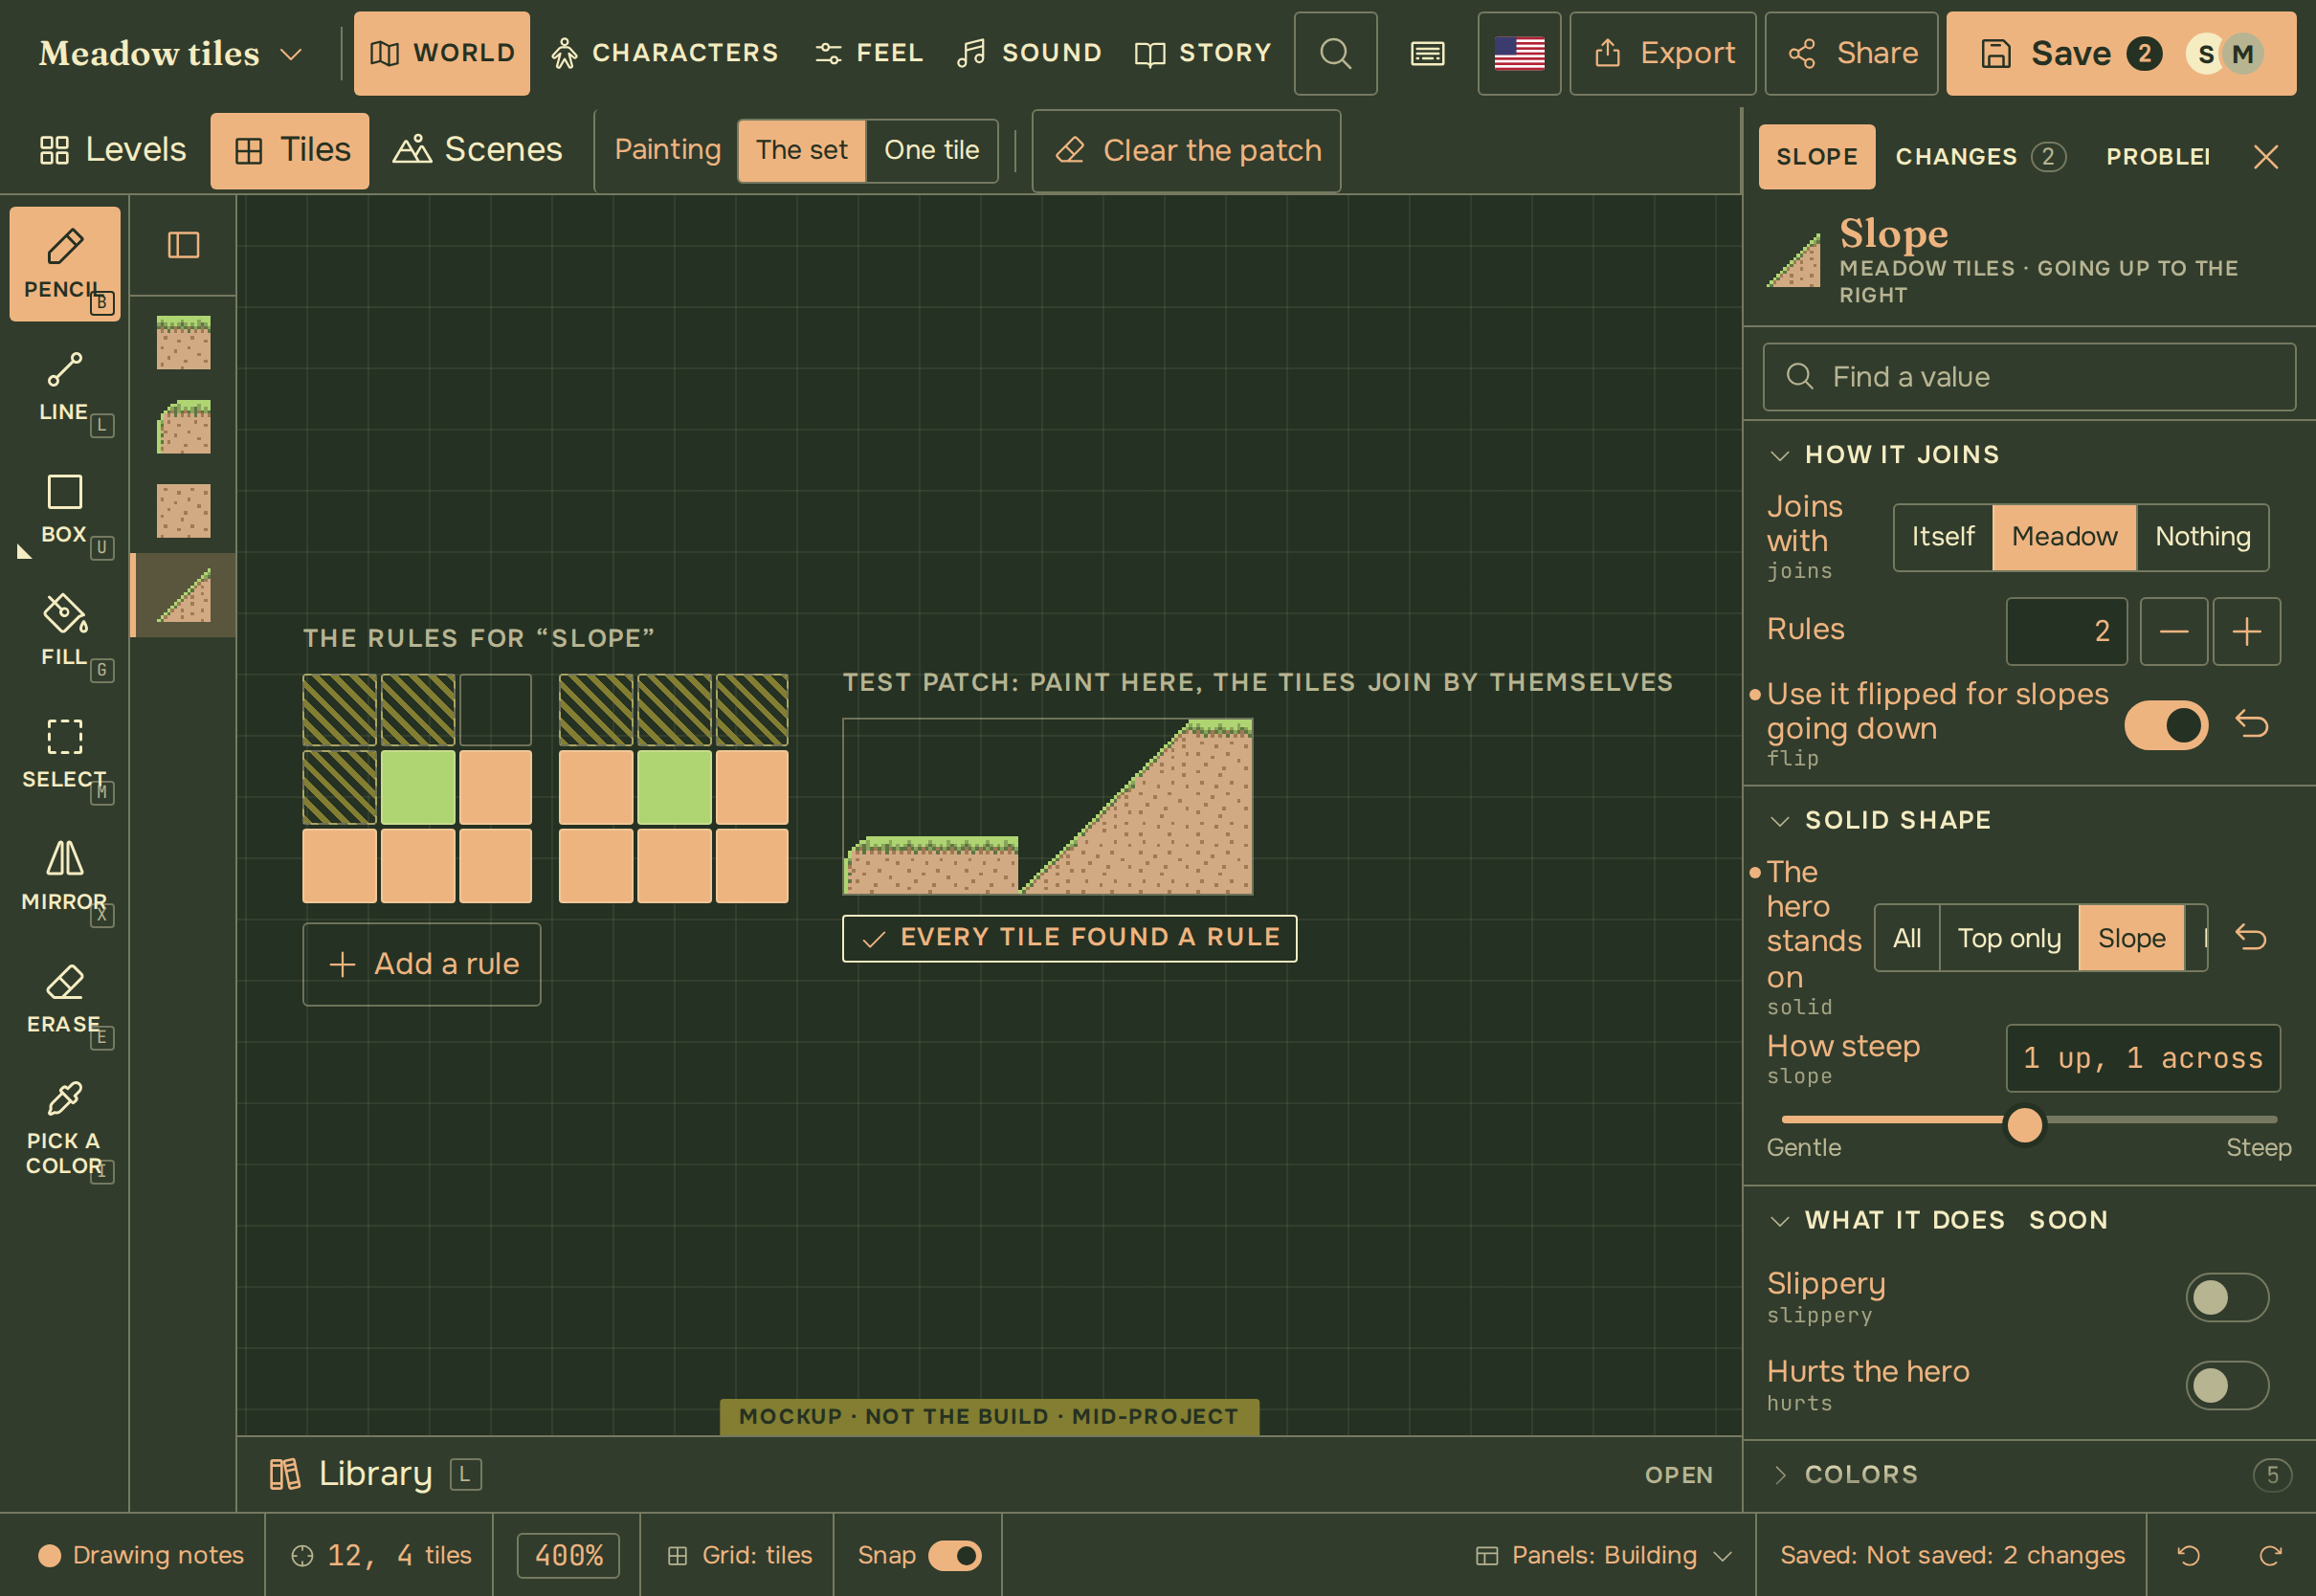 Meadow tiles
WORLD
CHARACTERS
FEEL
SOUND
STORY
Export
Share
Save 2
S M
Levels
Tiles
Scenes
Painting
The set
One tile
Clear the patch
SLOPE
CHANGES 2
PENCIL
B
LINE
L
BOX
U
FILL
G
SELECT
M
MIRROR
X
ERASE
E
PICK A
COLOR
I
THE RULES FOR “SLOPE”
Add a rule
TEST PATCH: PAINT HERE, THE TILES JOIN BY THEMSELVES
EVERY TILE FOUND A RULE
MOCKUP · NOT THE BUILD · MID-PROJECT
Library L
OPEN
Slope
MEADOW TILES · GOING UP TO THE
RIGHT
Find a value
HOW IT JOINS
Joins
with
joins
Itself
Meadow
Nothing
Rules
2
Use it flipped for slopes
going down
flip
SOLID SHAPE
The
hero
stands
on
solid
All
Top only
Slope
How steep
slope
1 up, 1 across
Gentle
Steep
WHAT IT DOES SOON
Slippery
slippery
Hurts the hero
hurts
COLORS
5
Drawing notes
12, 4 tiles
400%
Grid: tiles
Snap
Panels: Building
Saved: Not saved: 2 changes